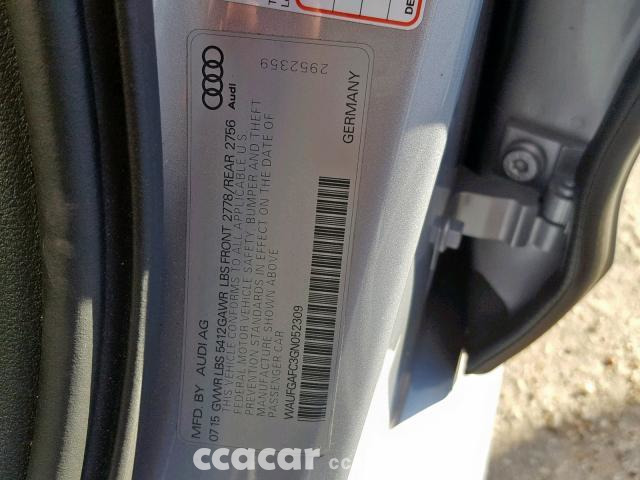 MFD. BY AUDI AG
07 15 GVWR LBS 5412 GAWR LBS FRONT 2778/REAR 2756
THIS VEHICLE CONFORMS TO ALL APPLICABLE U S
FEDERAL MOTOR VEHICLE SAFETY, BUMPER AND THEFT
PREVENTION STANDARDS IN EFFECT ON THE DATE OF
MANUFACTURE SHOWN ABOVE
PASSENGER CAR
WAUFGAFC3GN052309
GERMANY
Audi
2952359
DE
ccacar cc